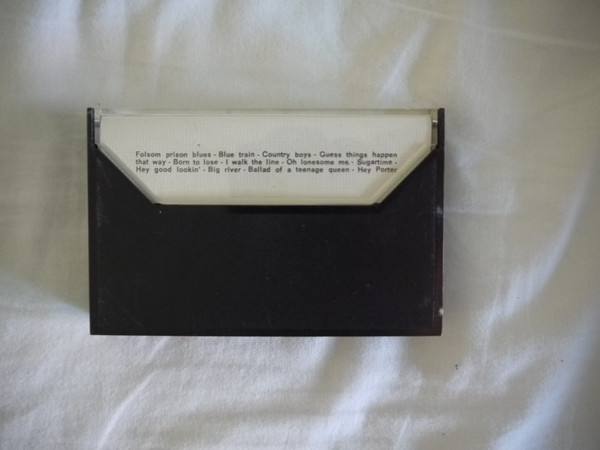 Folsom prison blues - Blue train - Country boys - Guess things happen
that way - Born to lose - I walk the line - Oh lonesome me - Sugartime -
Hey good lookin' - Big river - Ballad of a teenage queen - Hey Porter